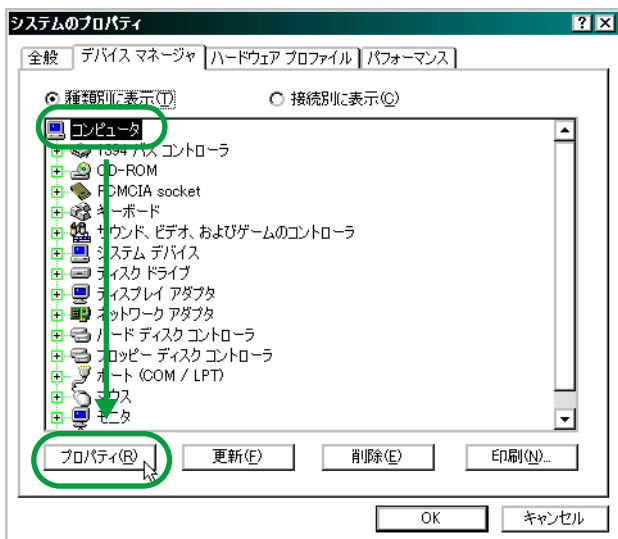 システムのプロパティ
全般 デバイス マネージャ ハードウェア プロファイル パフォーマンス
種類別に表示(T) 接続別に表示(C)
コンピュータ
1394 バス コントローラ
CD-ROM
PCMCIA socket
キーボード
サウンド、ビデオ、およびゲームのコントローラ
システム デバイス
ディスク ドライブ
ディスプレイ アダプタ
ネットワーク アダプタ
ハード ディスク コントローラ
フロッピー ディスク コントローラ
ポート (COM / LPT)
マウス
モニタ
プロパティ(R) 更新(F) 削除(E) 印刷(N)...
OK キャンセル